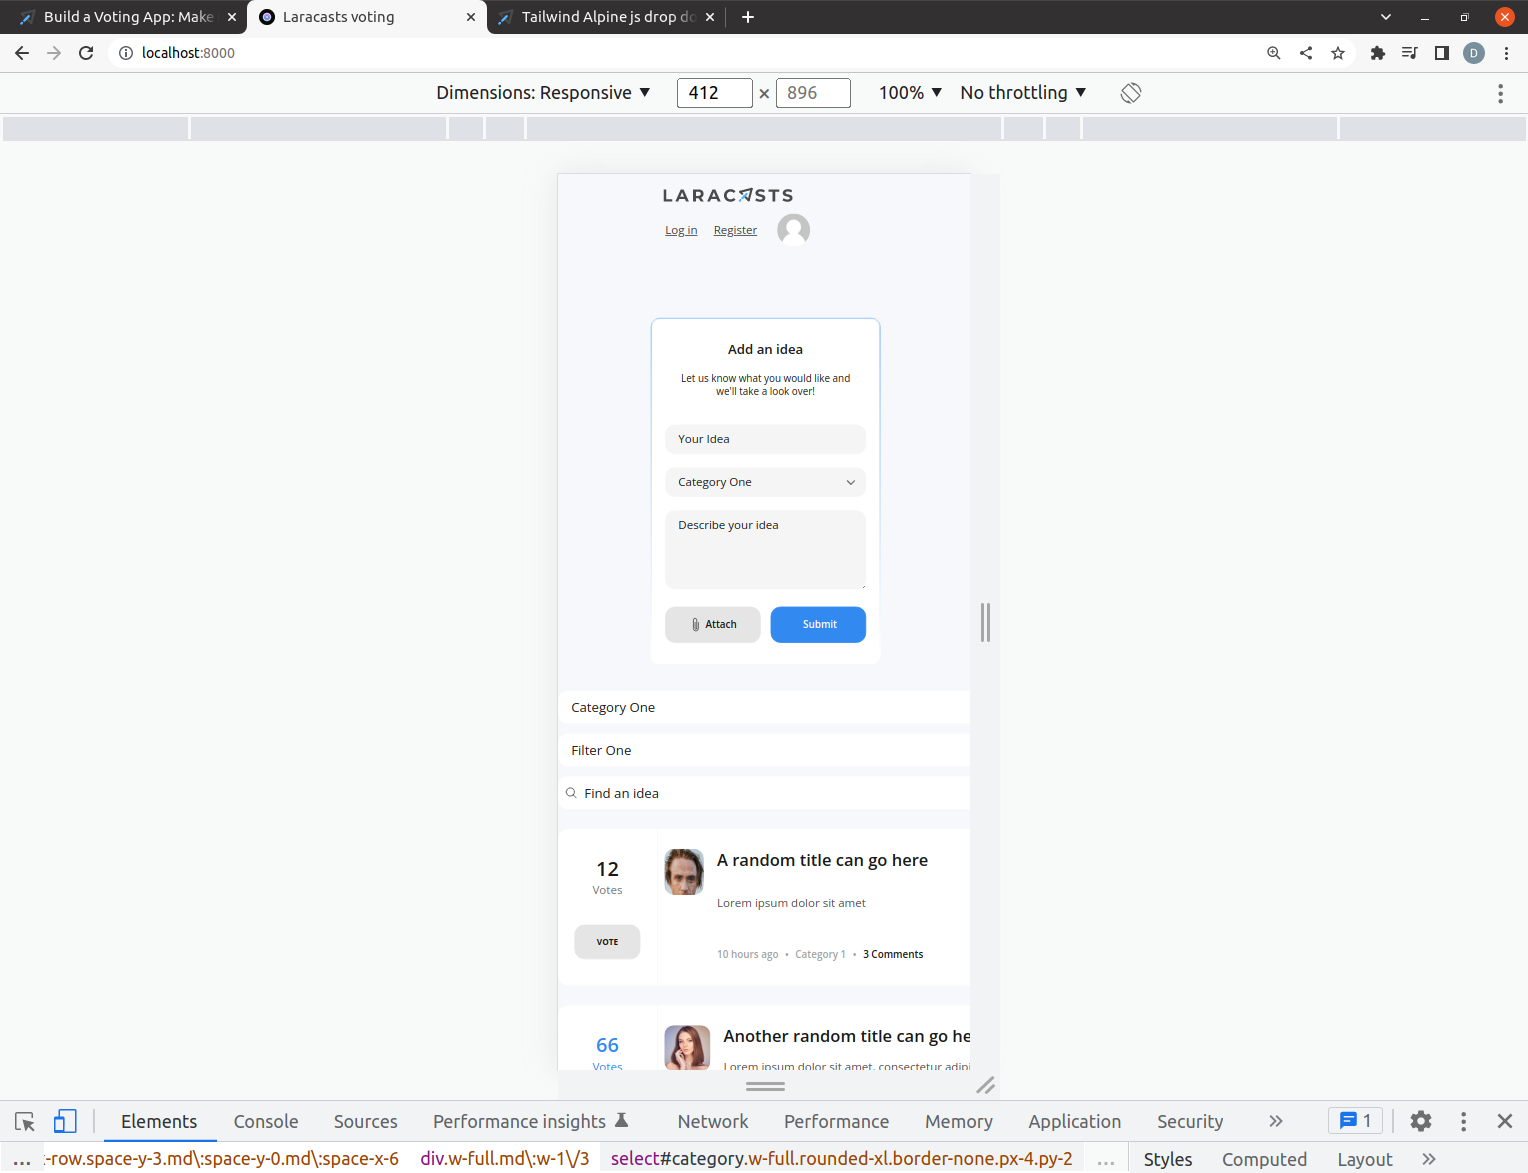 Build a Voting App: Make
Laracasts voting
Tailwind Alpine js drop do
localhost:8000
D
Dimensions: Responsive ▼ 412 × 896 100% ▼ No throttling ▼
LARACASTS
Log in Register
Add an idea
Let us know what you would like and
we'll take a look over!
Your Idea
Category One
Describe your idea
Attach Submit
Category One
Filter One
Find an idea
12
Votes
VOTE
A random title can go here
Lorem ipsum dolor sit amet
10 hours ago • Category 1 • 3 Comments
66
Votes
Another random title can go he
Lorem ipsum dolor sit amet, consectetur adipi
Elements Console Sources Performance insights Network Performance Memory Application Security » 1
... -row.space-y-3.md\:space-y-0.md\:space-x-6 div.w-full.md\:w-1\/3 select#category.w-full.rounded-xl.border-none.px-4.py-2 ... Styles Computed Layout »